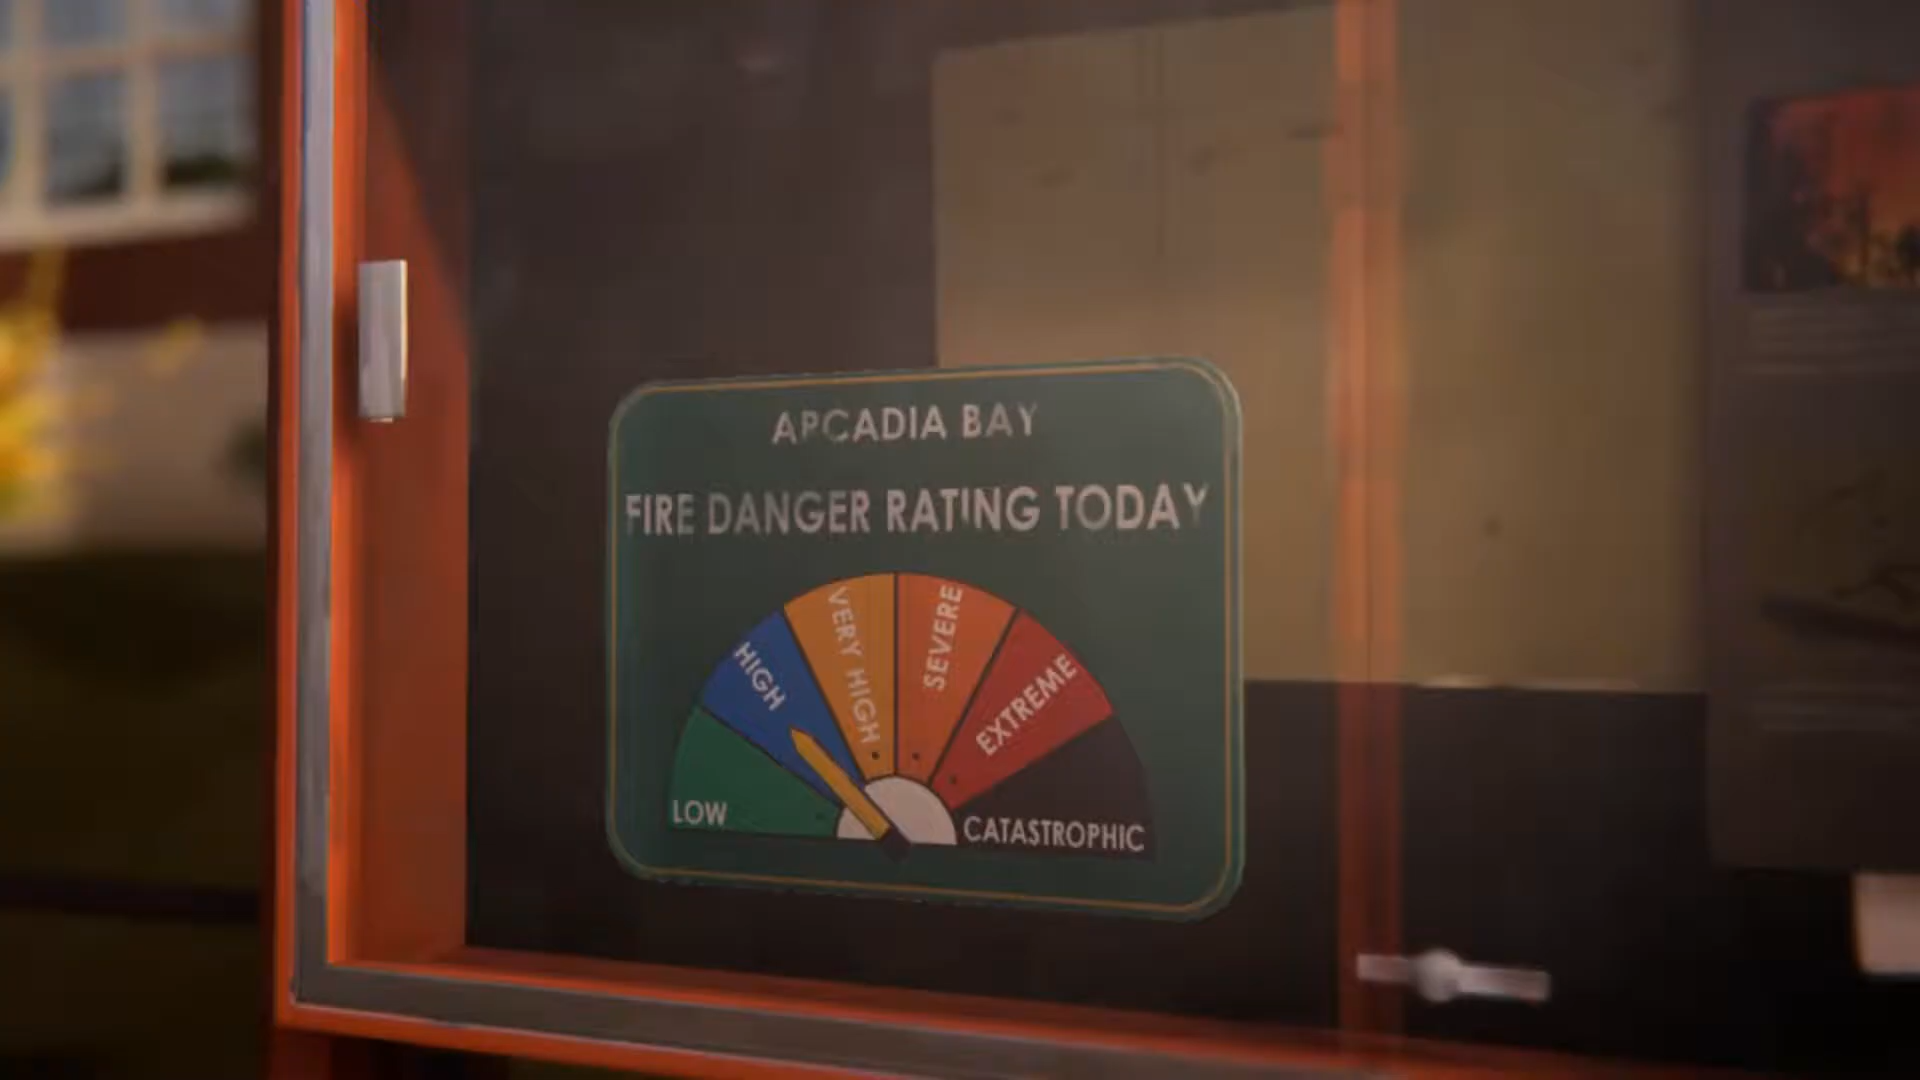 ARCADIA BAY
FIRE DANGER RATING TODAY
LOW
HIGH
VERY HIGH
SEVERE
EXTREME
CATASTROPHIC